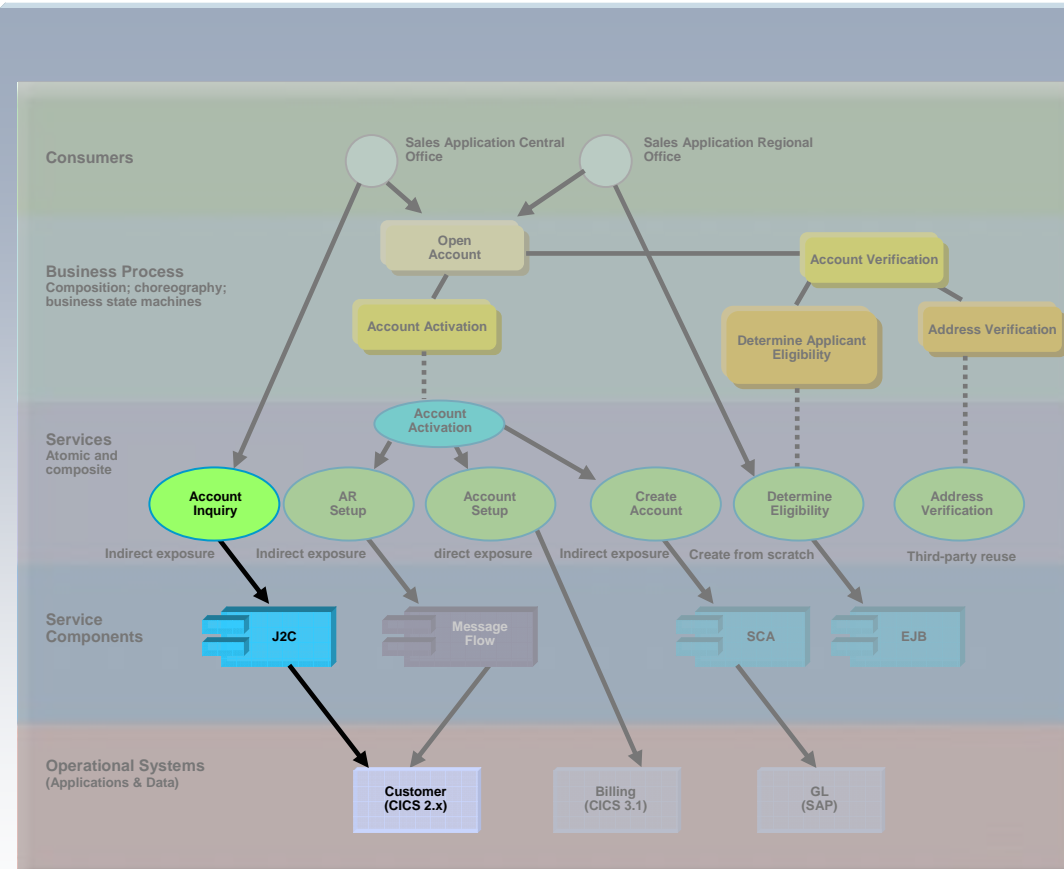 Consumers
Sales Application Central
Office
Sales Application Regional
Office
Business Process
Composition; choreography;
business state machines
Open
Account
Account Verification
Account Activation
Determine Applicant
Eligibility
Address Verification
Services
Atomic and
composite
Account
Activation
Account
Inquiry
AR
Setup
Account
Setup
Create
Account
Determine
Eligibility
Address
Verification
Indirect exposure
Indirect exposure
direct exposure
Indirect exposure
Create from scratch
Third-party reuse
Service
Components
J2C
Message
Flow
SCA
EJB
Operational Systems
(Applications & Data)
Customer
(CICS 2.x)
Billing
(CICS 3.1)
GL
(SAP)